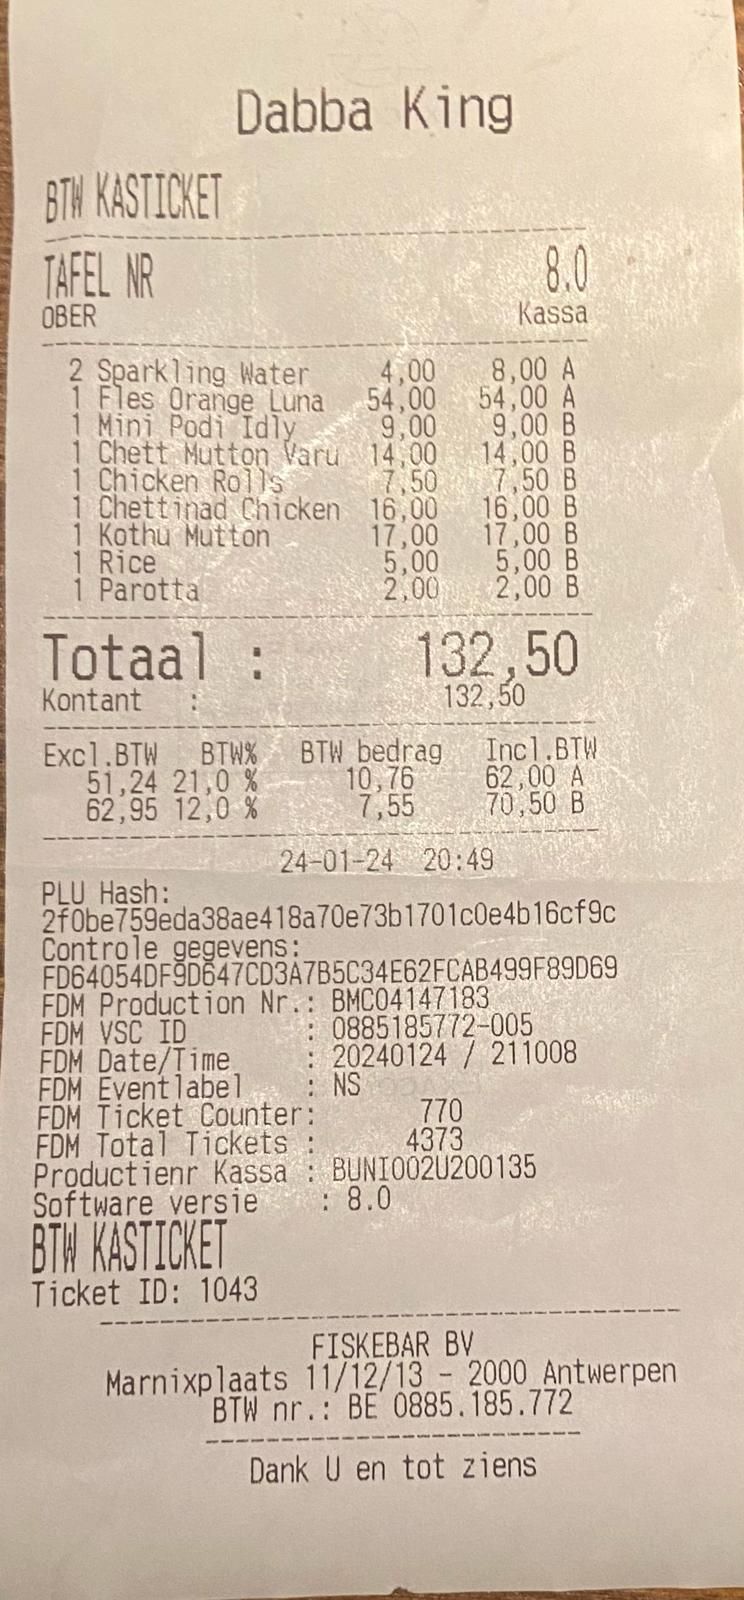 Dabba King
BTW KASTICKET
TAFEL NR 8.0
OBER Kassa
2 Sparkling Water 4,00 8,00 A
1 Fles Orange Luna 54,00 54,00 A
1 Mini Podi Idly 9,00 9,00 B
1 Chett Mutton Varu 14,00 14,00 B
1 Chicken Rolls 7,50 7,50 B
1 Chettinad Chicken 16,00 16,00 B
1 Kothu Mutton 17,00 17,00 B
1 Rice 5,00 5,00 B
1 Parotta 2,00 2,00 B
Totaal : 132,50
Kontant : 132,50
Excl.BTW BTW% BTW bedrag Incl.BTW
51,24 21,0 % 10,76 62,00 A
62,95 12,0 % 7,55 70,50 B
24-01-24 20:49
PLU Hash:
2f0be759eda38ae418a70e73b1701c0e4b16cf9c
Controle gegevens:
FD64054DF9D647CD3A7B5C34E62FCAB499F89D69
FDM Production Nr.: BMC04147183
FDM VSC ID : 0885185772-005
FDM Date/Time : 20240124 / 211008
FDM Eventlabel : NS
FDM Ticket Counter: 770
FDM Total Tickets : 4373
Productienr Kassa : BUNI002U200135
Software versie : 8.0
BTW KASTICKET
Ticket ID: 1043
FISKEBAR BV
Marnixplaats 11/12/13 - 2000 Antwerpen
BTW nr.: BE 0885.185.772
Dank U en tot ziens